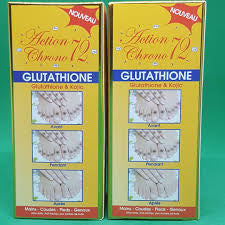 NOUVEAU
Action
Chrono 72
GLUTATHIONE
Glutathione & Kojic
Avant
Pendant
Après
Mains - Coudes - Pieds - Genoux
NOUVEAU
Action
Chrono 72
GLUTATHIONE
Glutathione & Kojic
Avant
Pendant
Après
Mains - Coudes - Pieds - Genoux